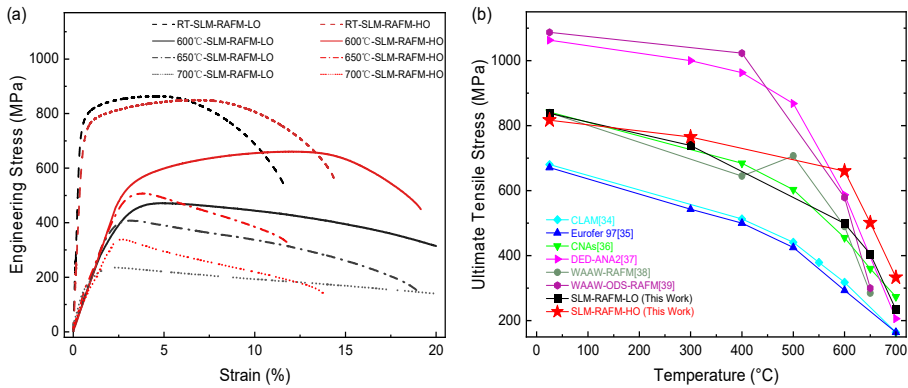 (a)
RT-SLM-RAFM-LO
RT-SLM-RAFM-HO
600℃-SLM-RAFM-LO
600℃-SLM-RAFM-HO
650℃-SLM-RAFM-LO
650℃-SLM-RAFM-HO
700℃-SLM-RAFM-LO
700℃-SLM-RAFM-HO
Engineering Stress (MPa)
1000
800
600
400
200
0
0
5
10
15
20
Strain (%)
(b)
Ultimate Tensile Stress (MPa)
1000
800
600
400
200
CLAM[34]
Eurofer 97[35]
CNAs[36]
DED-ANA2[37]
WAAW-RAFM[38]
WAAW-ODS-RAFM[39]
SLM-RAFM-LO (This Work)
SLM-RAFM-HO (This Work)
0
100
200
300
400
500
600
700
Temperature (°C)